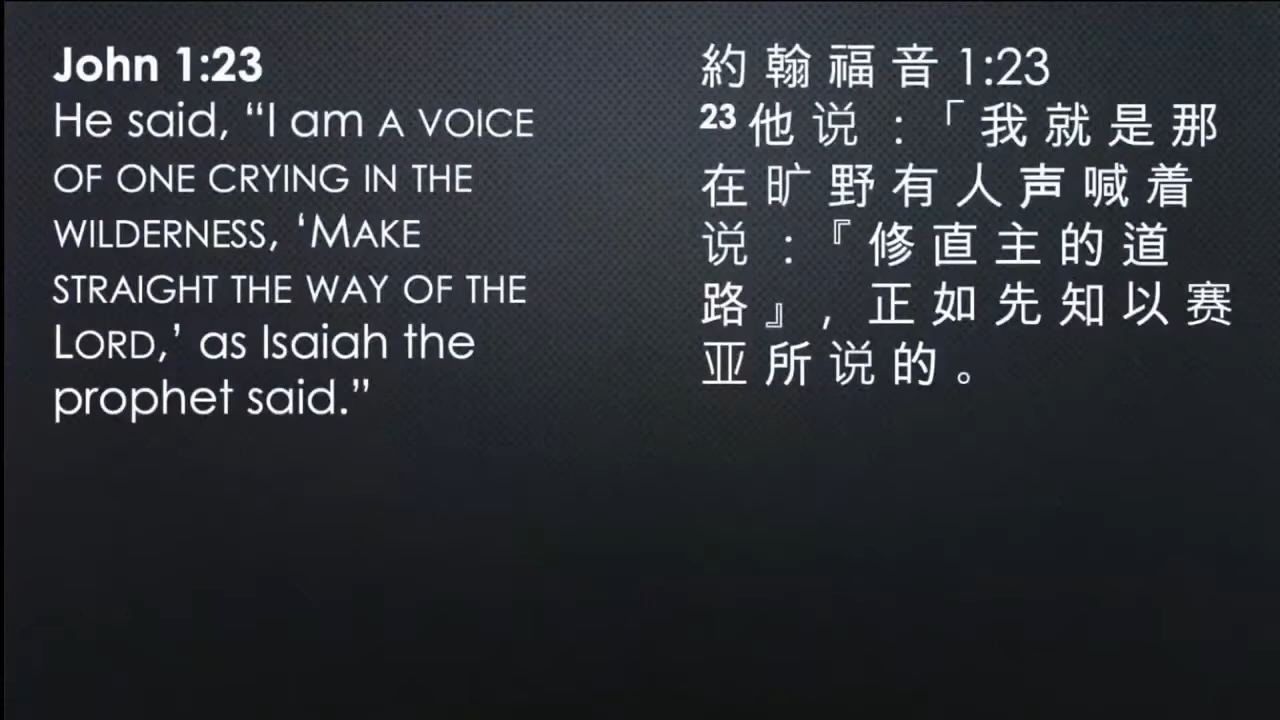 John 1:23
He said, “I am A VOICE
OF ONE CRYING IN THE
WILDERNESS, ‘MAKE
STRAIGHT THE WAY OF THE
LORD,’ as Isaiah the
prophet said.”
約翰福音1:23
23他说:「我就是那
在旷野有人声喊着
说:『修直主的道
路』,正如先知以赛
亚所说的。